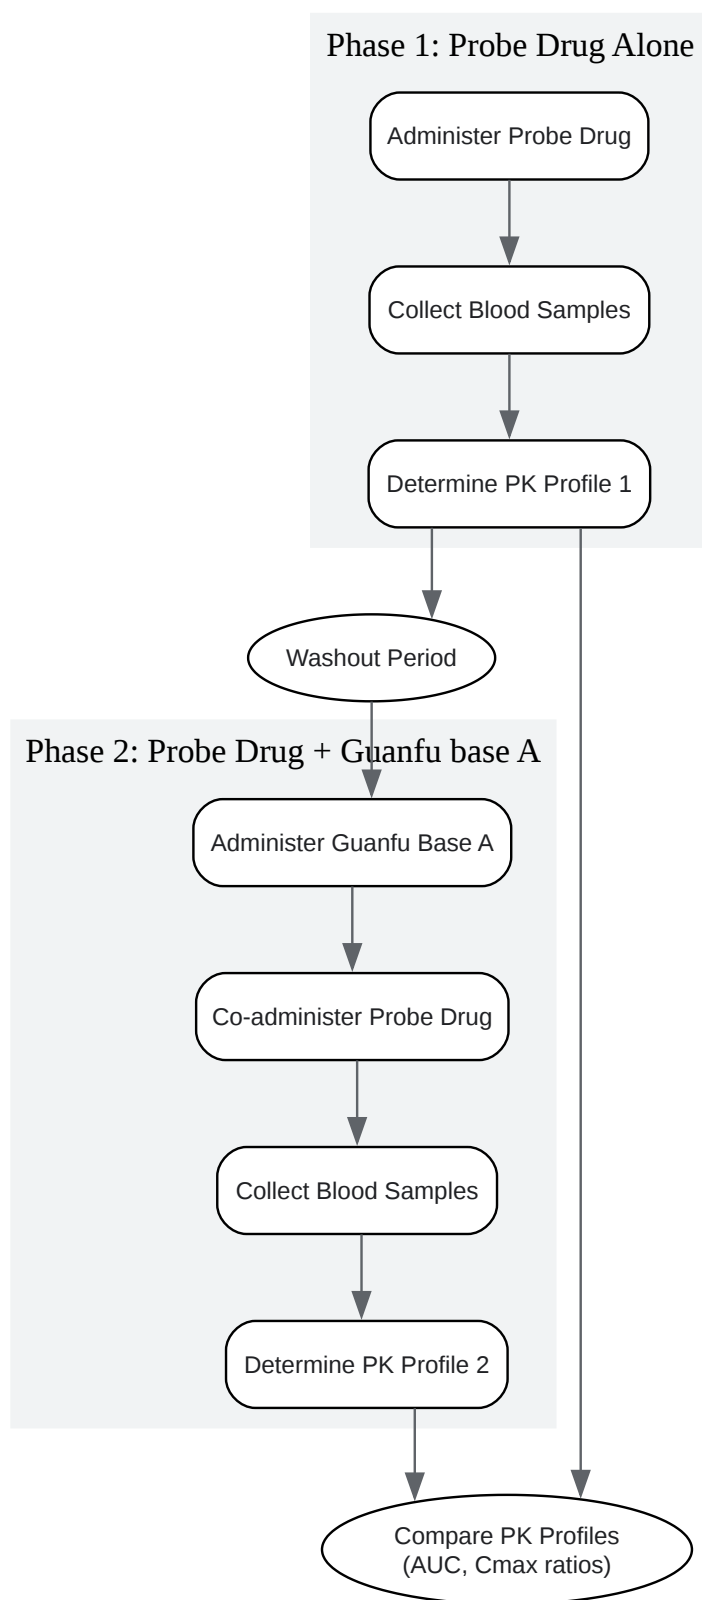 Phase 1: Probe Drug Alone
Administer Probe Drug
Collect Blood Samples
Determine PK Profile 1
Washout Period
Phase 2: Probe Drug + Guanfu base A
Administer Guanfu Base A
Co-administer Probe Drug
Collect Blood Samples
Determine PK Profile 2
Compare PK Profiles
(AUC, Cmax ratios)